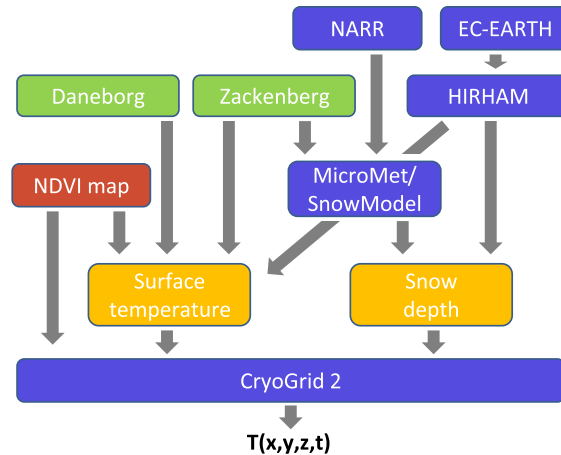 NARR
EC-EARTH
Daneborg
Zackenberg
HIRHAM
NDVI map
MicroMet/
SnowModel
Surface
temperature
Snow
depth
CryoGrid 2
T(x,y,z,t)